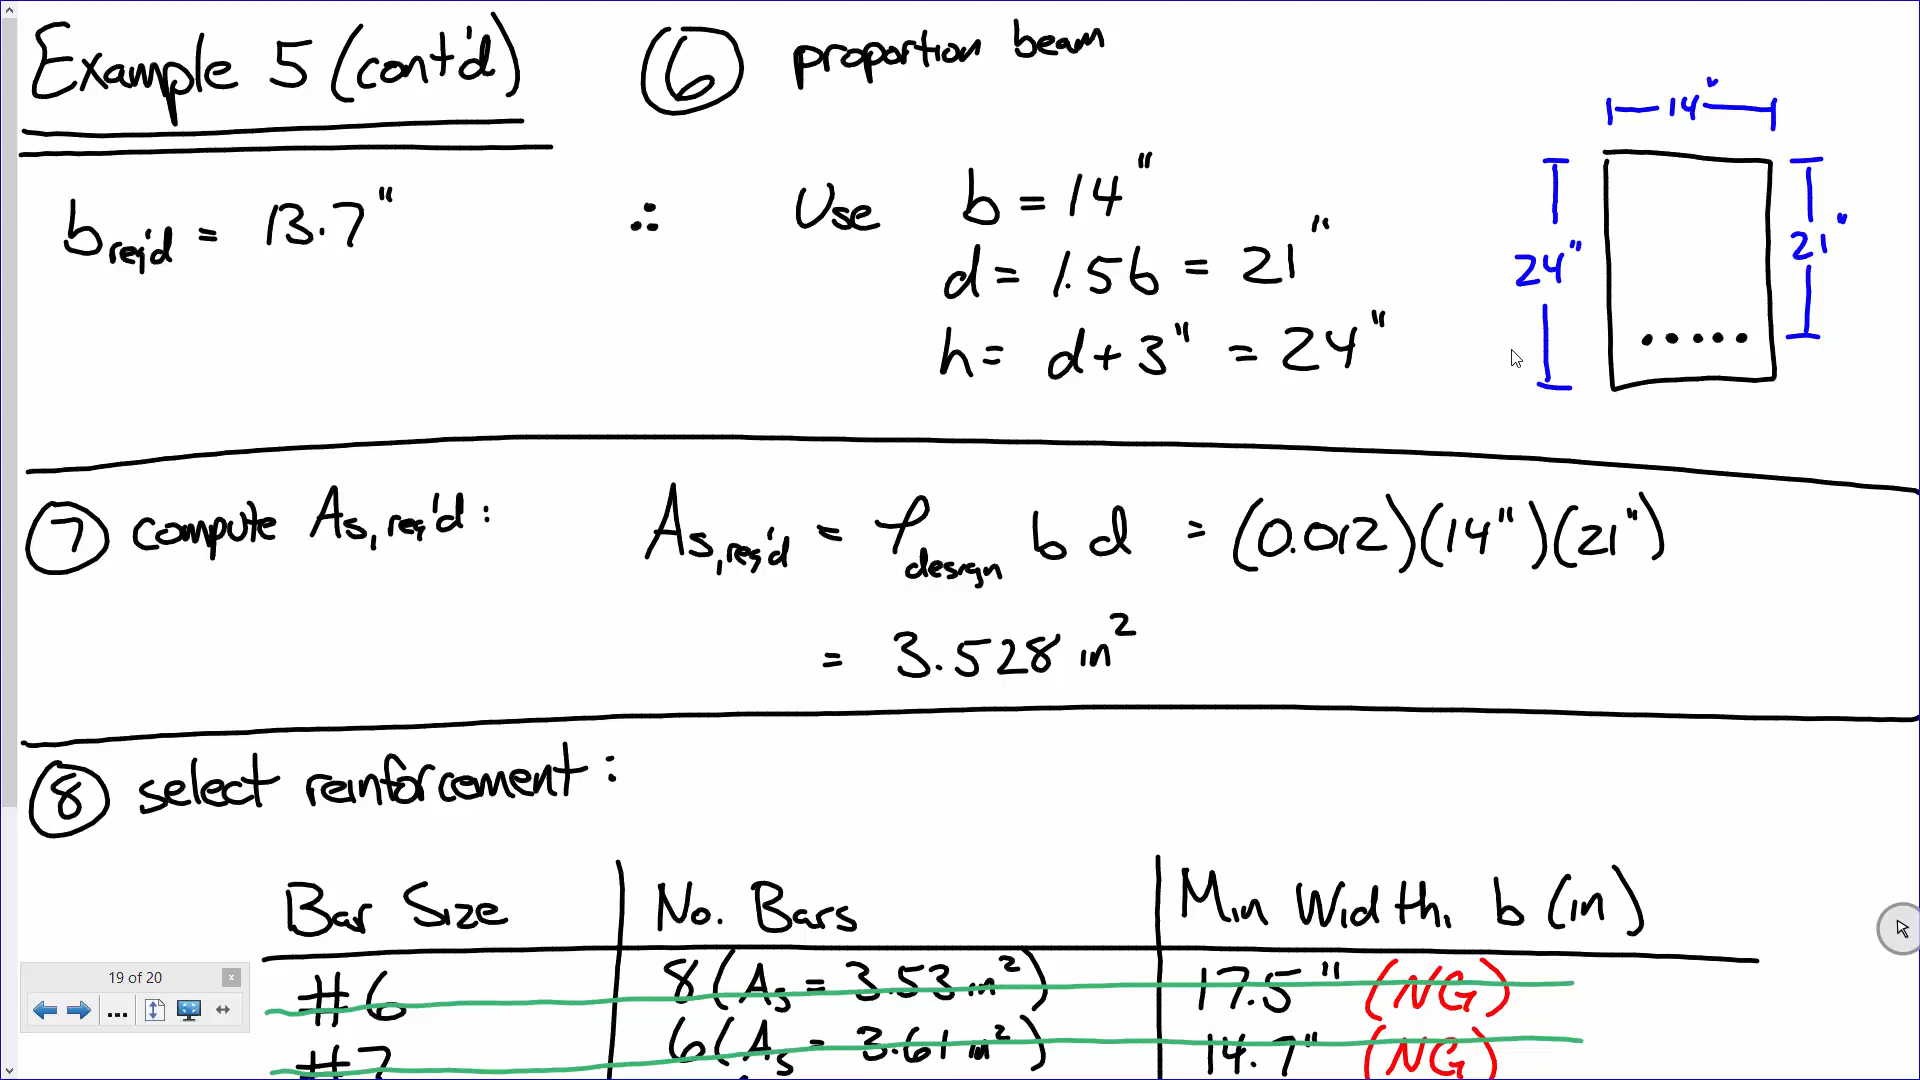 Example 5 (cont'd)
⑥ proportion beam
b req'd = 13.7"
∴ Use b = 14"
d = 1.5b = 21"
h = d + 3" = 24"
14"
24"
21"
⑦ compute As, req'd :
As, req'd = ρ design b d = (0.012)(14")(21")
= 3.528 in²
⑧ select reinforcement :
Bar Size No. Bars Min Width, b (in)
#6 8 (As = 3.53 in²) 17.5" (NG)
#7 6 (As = 3.61 in²) 14.7" (NG)
19 of 20